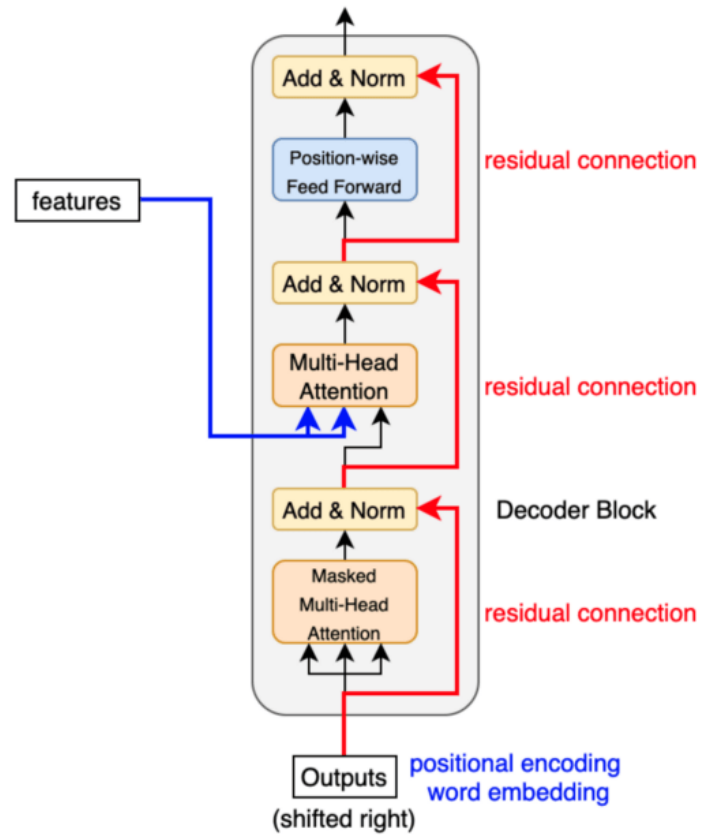 Add & Norm
Position-wise
Feed Forward
residual connection
features
Add & Norm
Multi-Head
Attention
residual connection
Add & Norm
Decoder Block
Masked
Multi-Head
Attention
residual connection
Outputs
(shifted right)
positional encoding
word embedding